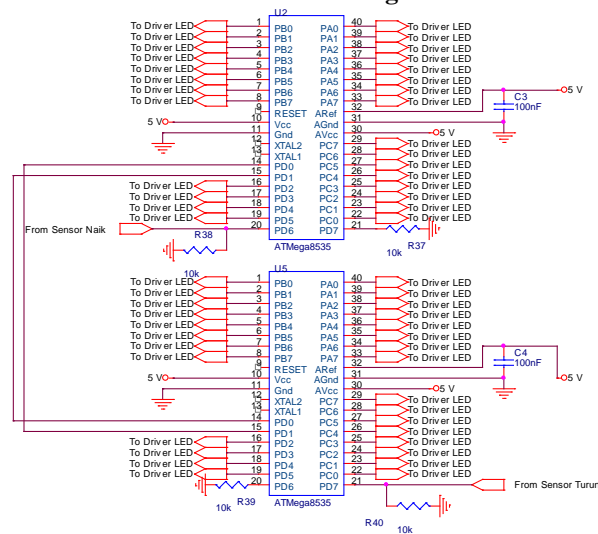 U2
To Driver LED 1 PB0 PA0 40 To Driver LED
To Driver LED 2 PB1 PA1 39 To Driver LED
To Driver LED 3 PB2 PA2 38 To Driver LED
To Driver LED 4 PB3 PA3 37 To Driver LED
To Driver LED 5 PB4 PA4 36 To Driver LED
To Driver LED 6 PB5 PA5 35 To Driver LED
To Driver LED 7 PB6 PA6 34 To Driver LED
To Driver LED 8 PB7 PA7 33 To Driver LED
9 RESET ARef 32
C3
100nF
5 V
5 V 10 Vcc AGnd 31
11 Gnd AVcc 30 5 V
12 XTAL2 PC7 29 To Driver LED
13 XTAL1 PC6 28 To Driver LED
14 PD0 PC5 27 To Driver LED
15 PD1 PC4 26 To Driver LED
To Driver LED 16 PD2 PC3 25 To Driver LED
To Driver LED 17 PD3 PC2 24 To Driver LED
To Driver LED 18 PD4 PC1 23 To Driver LED
To Driver LED 19 PD5 PC0 22 To Driver LED
From Sensor Naik 20 PD6 PD7 21
R38
10k
R37
10k
ATMega8535
U5
To Driver LED 1 PB0 PA0 40 To Driver LED
To Driver LED 2 PB1 PA1 39 To Driver LED
To Driver LED 3 PB2 PA2 38 To Driver LED
To Driver LED 4 PB3 PA3 37 To Driver LED
To Driver LED 5 PB4 PA4 36 To Driver LED
To Driver LED 6 PB5 PA5 35 To Driver LED
To Driver LED 7 PB6 PA6 34 To Driver LED
To Driver LED 8 PB7 PA7 33 To Driver LED
9 RESET ARef 32
C4
100nF
5 V
5 V 10 Vcc AGnd 31
11 Gnd AVcc 30 5 V
12 XTAL2 PC7 29 To Driver LED
13 XTAL1 PC6 28 To Driver LED
14 PD0 PC5 27 To Driver LED
15 PD1 PC4 26 To Driver LED
To Driver LED 16 PD2 PC3 25 To Driver LED
To Driver LED 17 PD3 PC2 24 To Driver LED
To Driver LED 18 PD4 PC1 23 To Driver LED
To Driver LED 19 PD5 PC0 22 To Driver LED
20 PD6 PD7 21 From Sensor Turun
R39
10k
ATMega8535
R40
10k